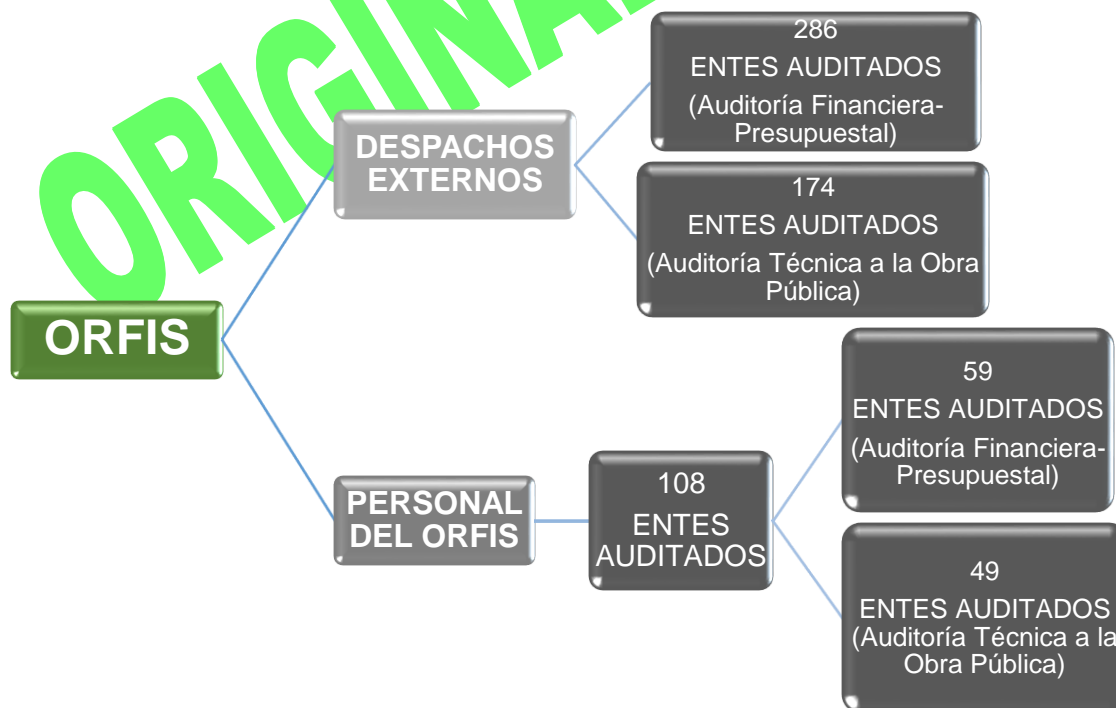 ORIGINAL
ORFIS
DESPACHOS
EXTERNOS
286
ENTES AUDITADOS
(Auditoría Financiera-
Presupuestal)
174
ENTES AUDITADOS
(Auditoría Técnica a la Obra
Pública)
PERSONAL
DEL ORFIS
108
ENTES
AUDITADOS
59
ENTES AUDITADOS
(Auditoría Financiera-
Presupuestal)
49
ENTES AUDITADOS
(Auditoría Técnica a la
Obra Pública)